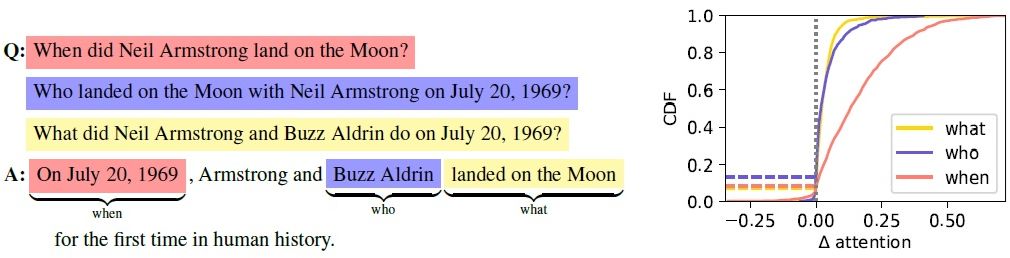 Q: When did Neil Armstrong land on the Moon?
Who landed on the Moon with Neil Armstrong on July 20, 1969?
What did Neil Armstrong and Buzz Aldrin do on July 20, 1969?
A: On July 20, 1969 , Armstrong and Buzz Aldrin landed on the Moon
when who what
for the first time in human history.
1.0
0.8
0.6
0.4
0.2
0.0
CDF
what
who
when
−0.25 0.00 0.25 0.50
Δ attention